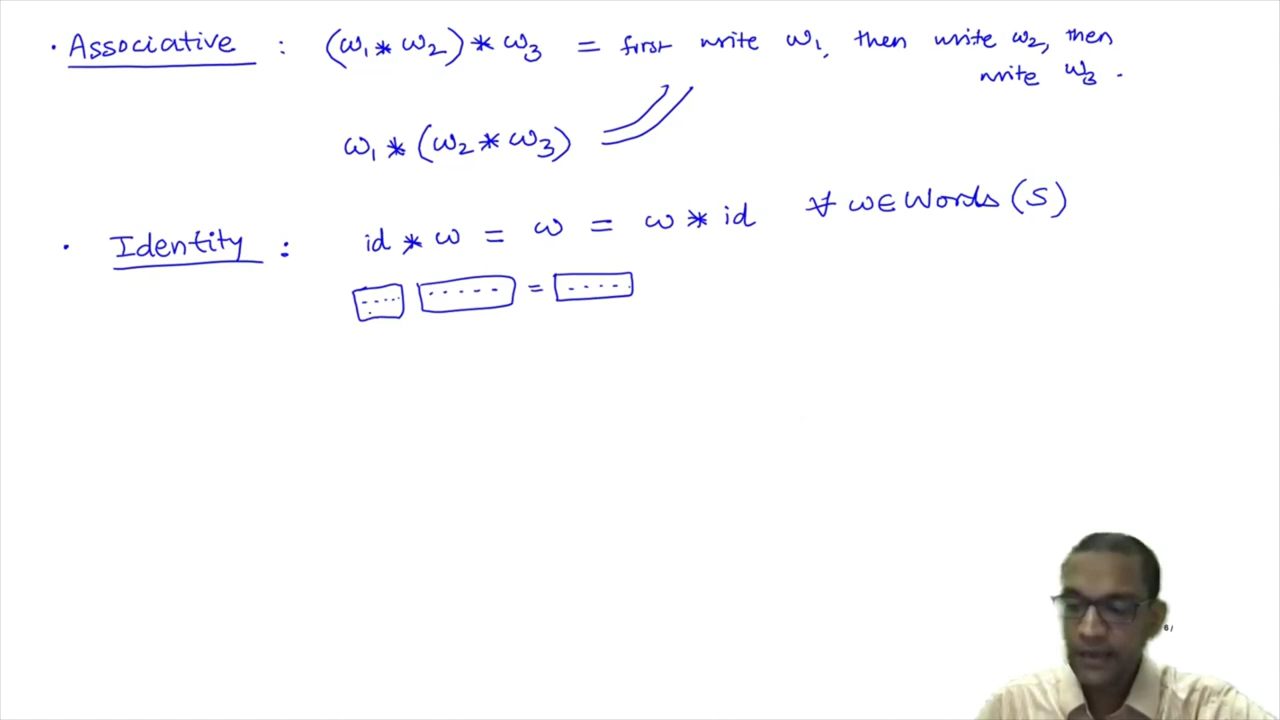 · Associative : (ω₁ * ω₂) * ω₃ = first write ω₁, then write ω₂, then
write ω₃ .
ω₁ * (ω₂ * ω₃)
· Identity : id * ω = ω = ω * id ∀ ω ∈ Words (S)
=
6 /